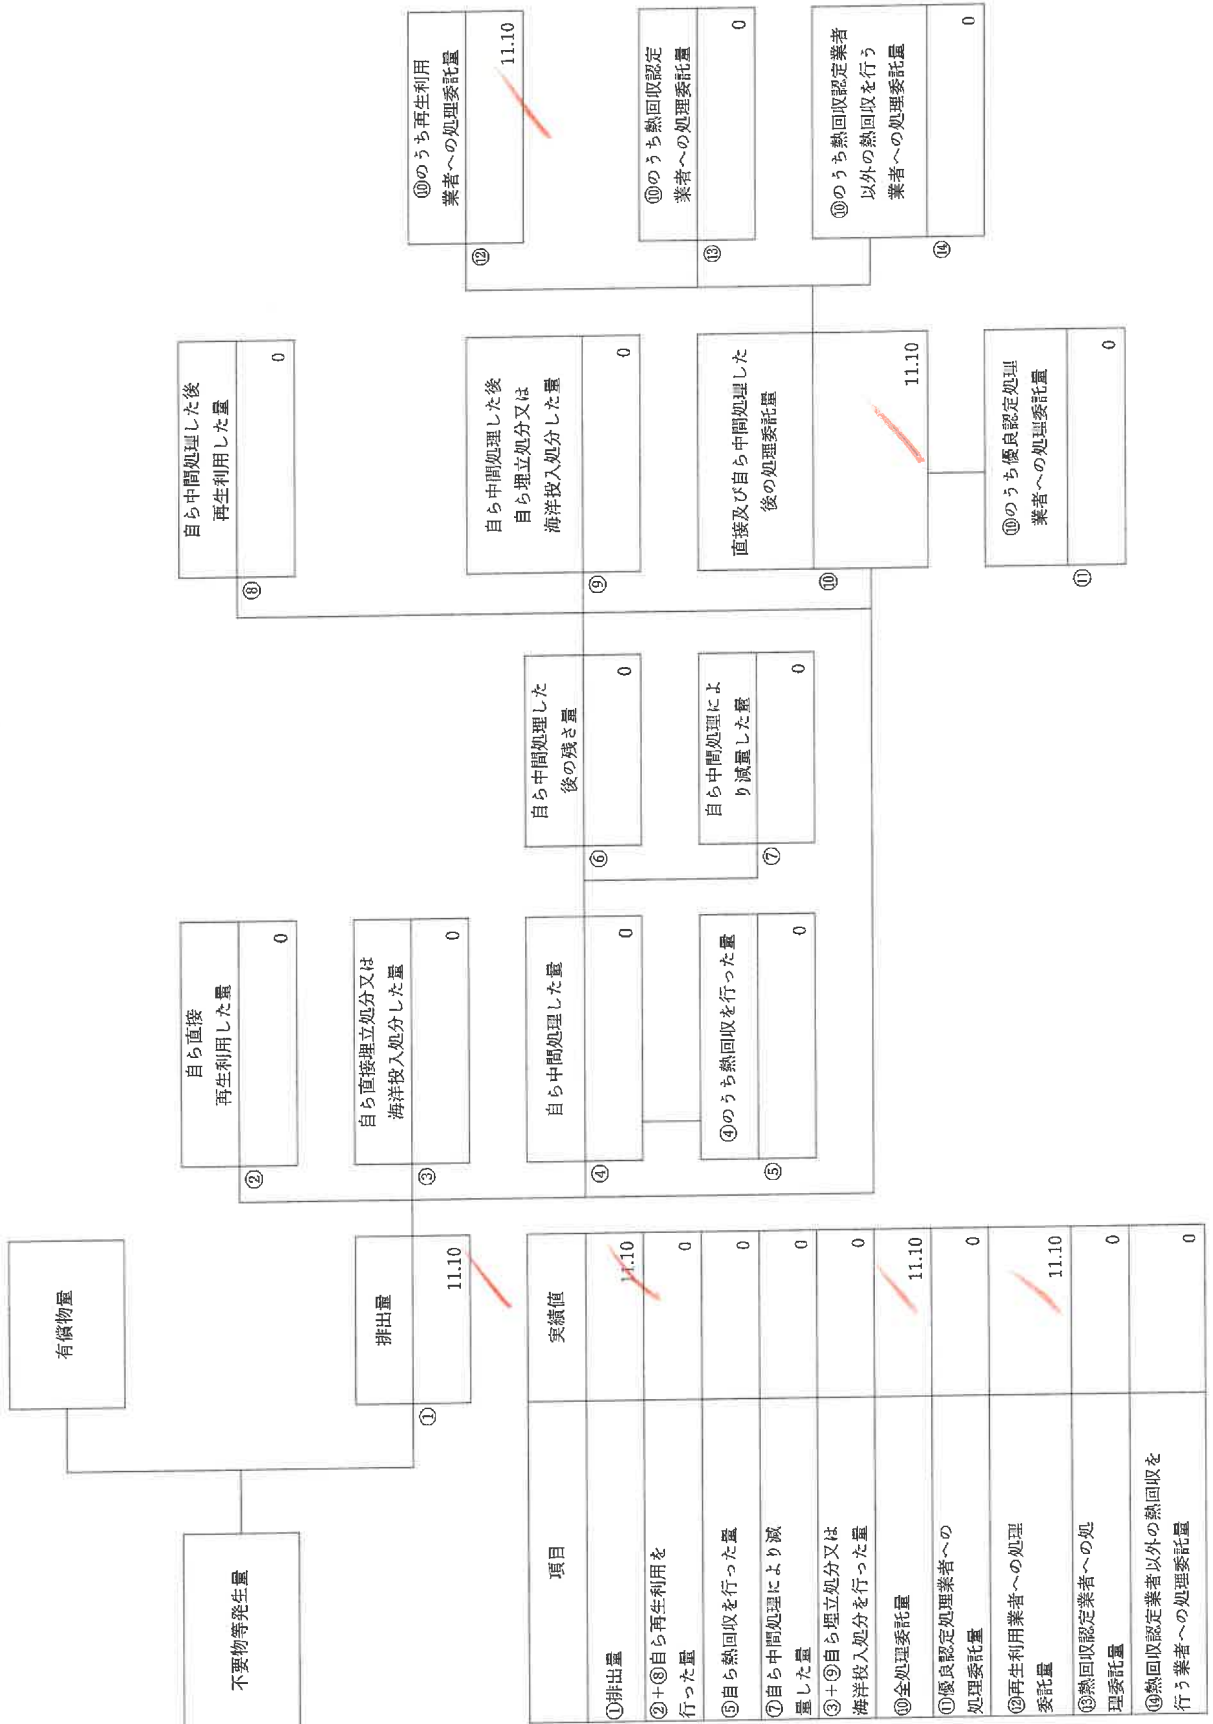 不要物等発生量
有償物量
①
排出量
11.10
②
自ら直接
再生利用した量
0
③
自ら直接埋立処分又は
海洋投入処分した量
0
④
自ら中間処理した量
0
⑤
④のうち熱回収を行った量
0
⑥
自ら中間処理した
後の残さ量
0
⑦
自ら中間処理によ
り減量した量
0
⑧
自ら中間処理した後
再生利用した量
0
⑨
自ら中間処理した後
自ら埋立処分又は
海洋投入処分した量
0
⑩
直接及び自ら中間処理した
後の処理委託量
11.10
⑪
⑩のうち優良認定処理
業者への処理委託量
0
⑫
⑩のうち再生利用
業者への処理委託量
11.10
⑬
⑩のうち熱回収認定
業者への処理委託量
0
⑭
⑩のうち熱回収認定業者
以外の熱回収を行う
業者への処理委託量
0
項目 実績値
①排出量 11.10
②+⑧自ら再生利用を
行った量 0
⑤自ら熱回収を行った量 0
⑦自ら中間処理により減
量した量 0
③+⑨自ら埋立処分又は
海洋投入処分を行った量 0
⑩全処理委託量 11.10
⑪優良認定処理業者への
処理委託量 0
⑫再生利用業者への処理
委託量 11.10
⑬熱回収認定業者への処
理委託量 0
⑭熱回収認定業者以外の熱回収を
行う業者への処理委託量 0